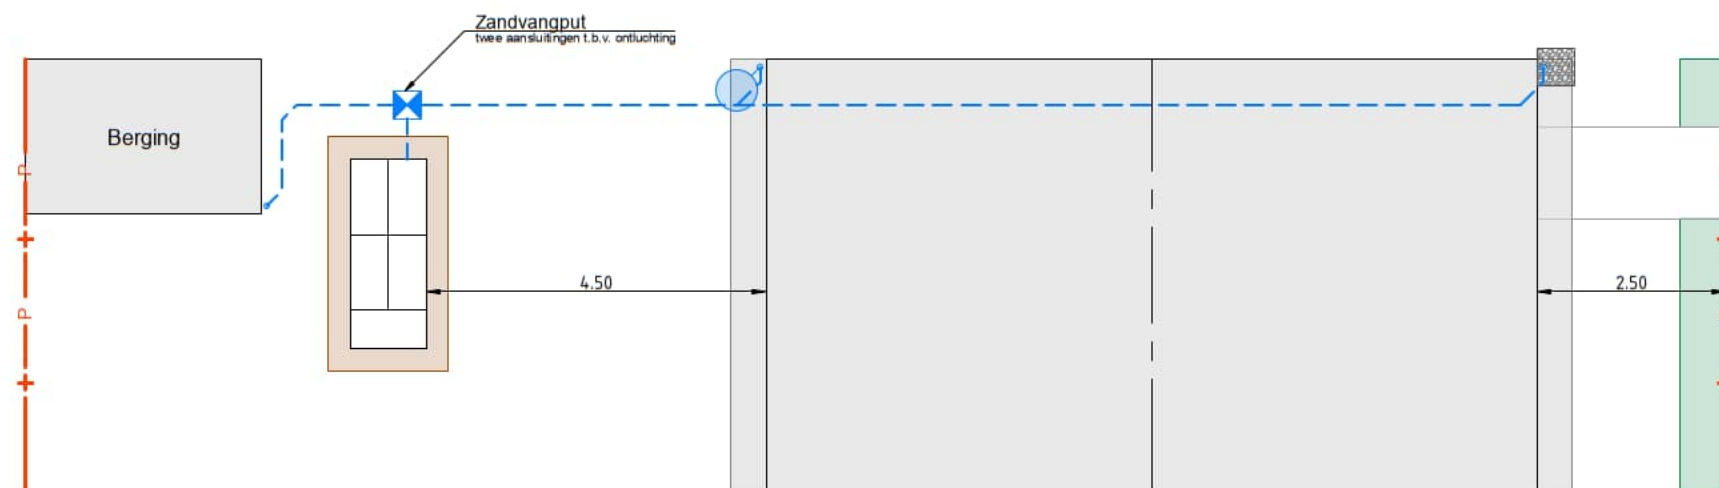 Zandvangput
twee aansluitingen t.b.v. ontluchting
Berging
P
4.50
2.50
P